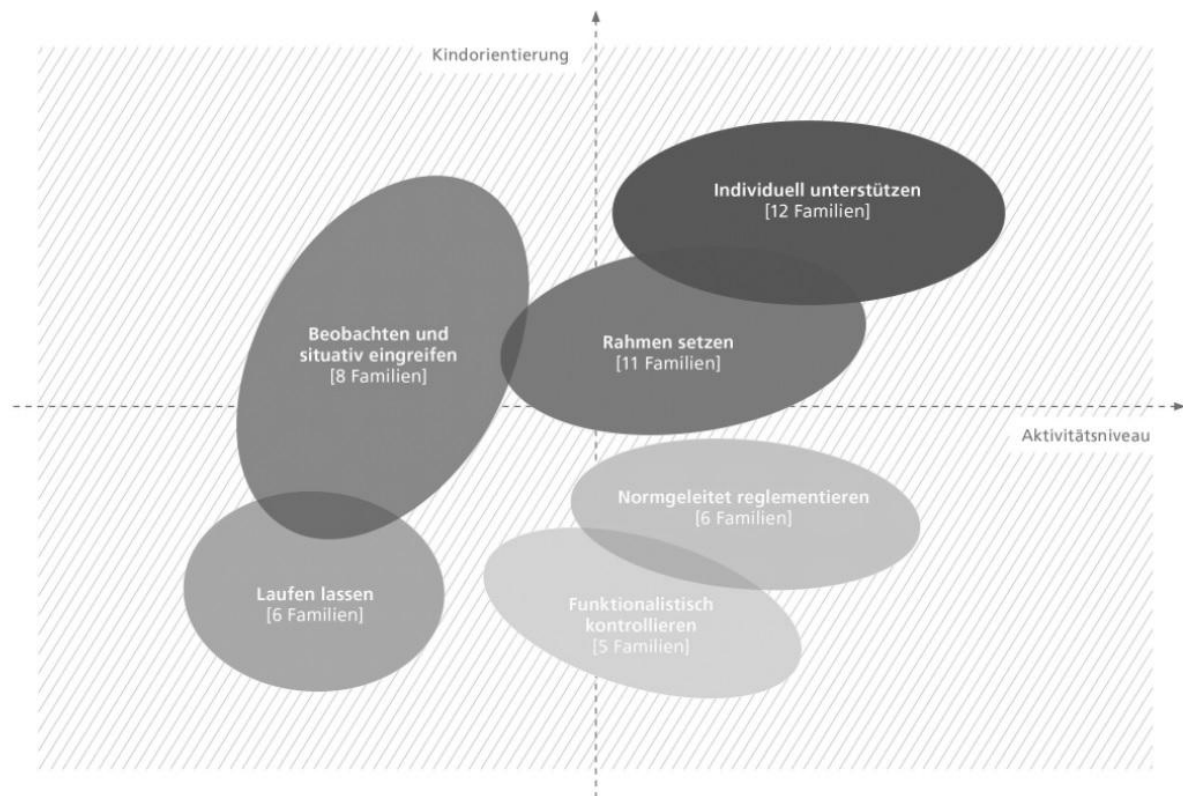 Kindorientierung
Individuell unterstützen
[12 Familien]
Beobachten und
situativ eingreifen
[8 Familien]
Rahmen setzen
[11 Familien]
Aktivitätsniveau
Normgeleitet reglementieren
[6 Familien]
Laufen lassen
[6 Familien]
Funktionalistisch
kontrollieren
[5 Familien]